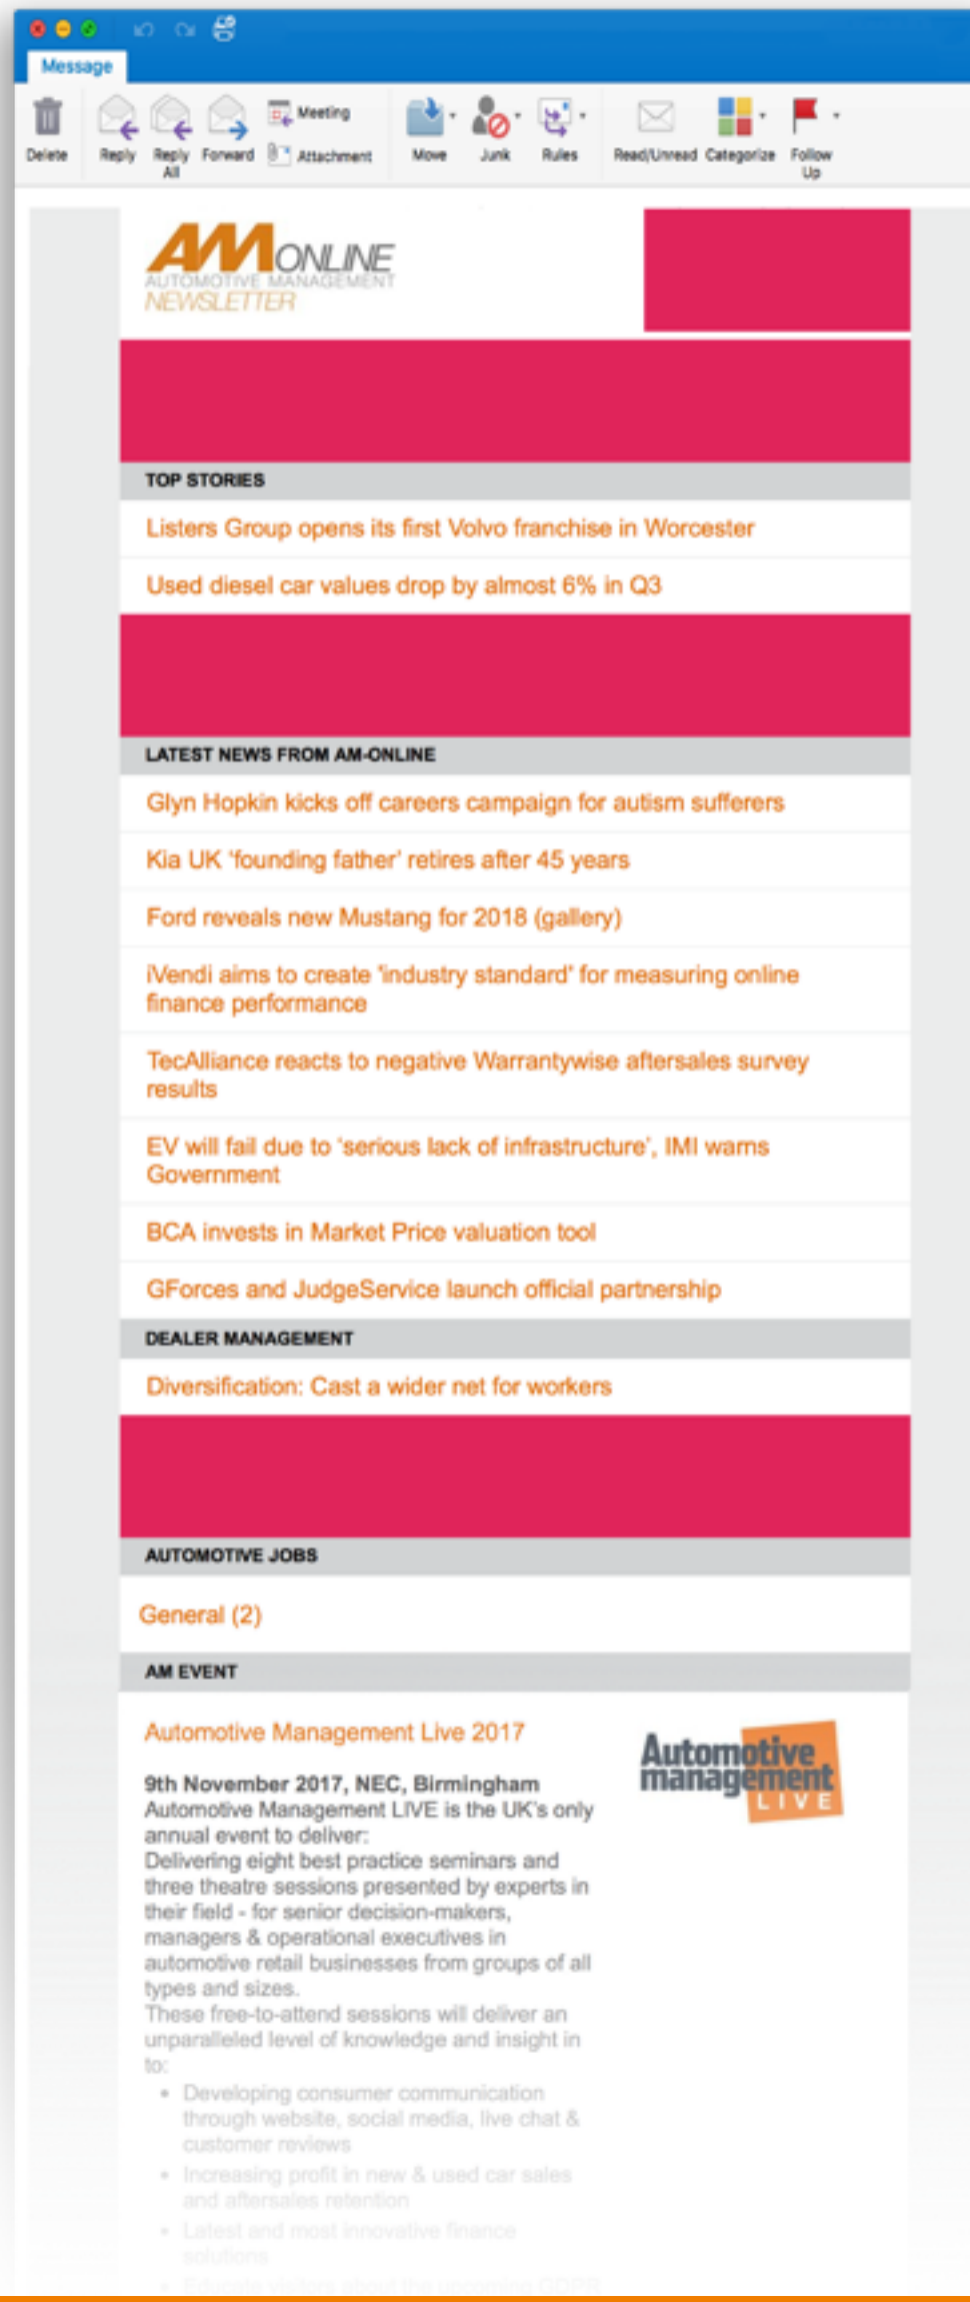 Message
Delete
Reply
Reply All
Forward
Meeting
Attachment
Move
Junk
Rules
Read/Unread
Categorize
Follow Up
AM ONLINE
AUTOMOTIVE MANAGEMENT
NEWSLETTER
TOP STORIES
Listers Group opens its first Volvo franchise in Worcester
Used diesel car values drop by almost 6% in Q3
LATEST NEWS FROM AM-ONLINE
Glyn Hopkin kicks off careers campaign for autism sufferers
Kia UK ‘founding father’ retires after 45 years
Ford reveals new Mustang for 2018 (gallery)
iVendi aims to create 'industry standard' for measuring online
finance performance
TecAlliance reacts to negative Warrantywise aftersales survey
results
EV will fail due to ‘serious lack of infrastructure’, IMI warns
Government
BCA invests in Market Price valuation tool
GForces and JudgeService launch official partnership
DEALER MANAGEMENT
Diversification: Cast a wider net for workers
AUTOMOTIVE JOBS
General (2)
AM EVENT
Automotive Management Live 2017
9th November 2017, NEC, Birmingham
Automotive Management LIVE is the UK's only
annual event to deliver:
Delivering eight best practice seminars and
three theatre sessions presented by experts in
their field - for senior decision-makers,
managers & operational executives in
automotive retail businesses from groups of all
types and sizes.
These free-to-attend sessions will deliver an
unparalleled level of knowledge and insight in
to:
• Developing consumer communication
through website, social media, live chat &
customer reviews
• Increasing profit in new & used car sales
and aftersales retention
• Latest and most innovative finance
solutions
• Educate visitors about the upcoming GDPR
Automotive
management
LIVE